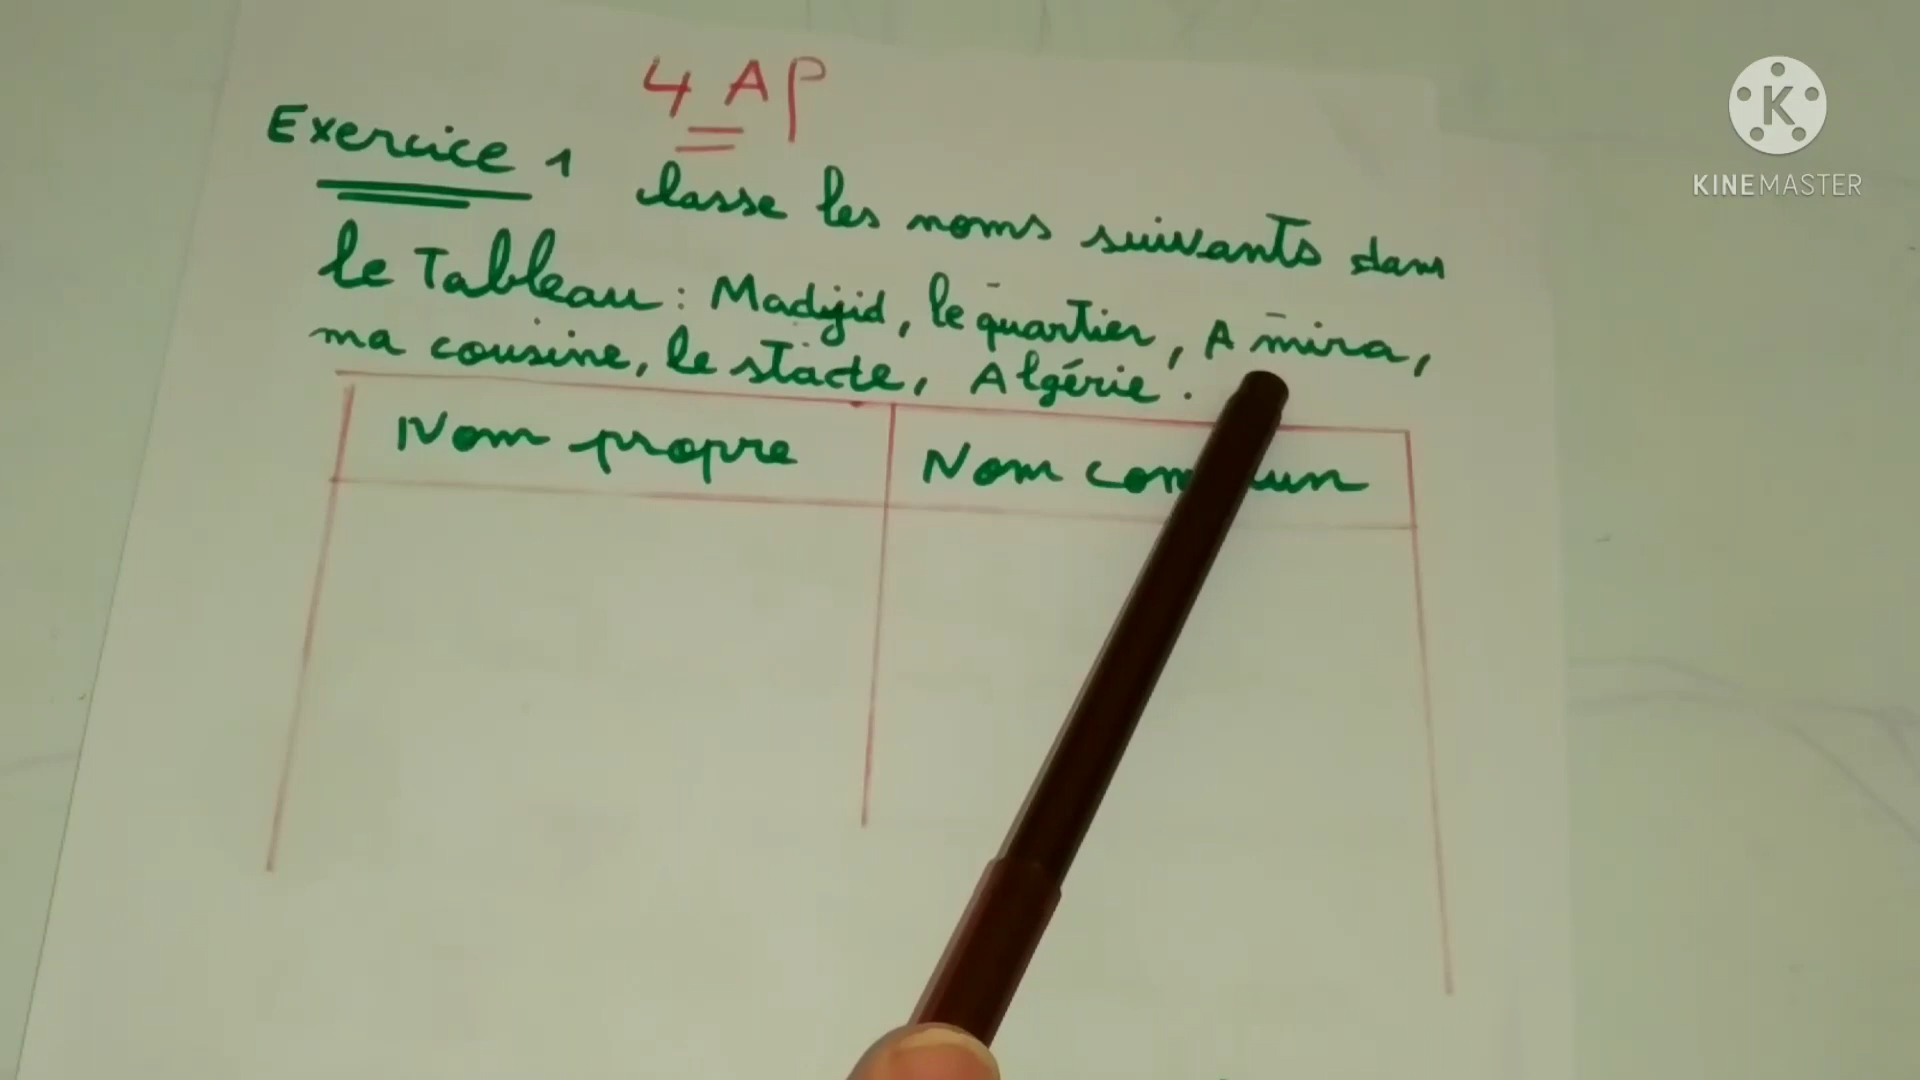 4 AP
Exercice 1 classe les noms suivants dans
le Tableau : Madjid, le quartier, Amira,
ma cousine, le stade, Algérie.
Nom propre Nom commun
K
KINEMASTER